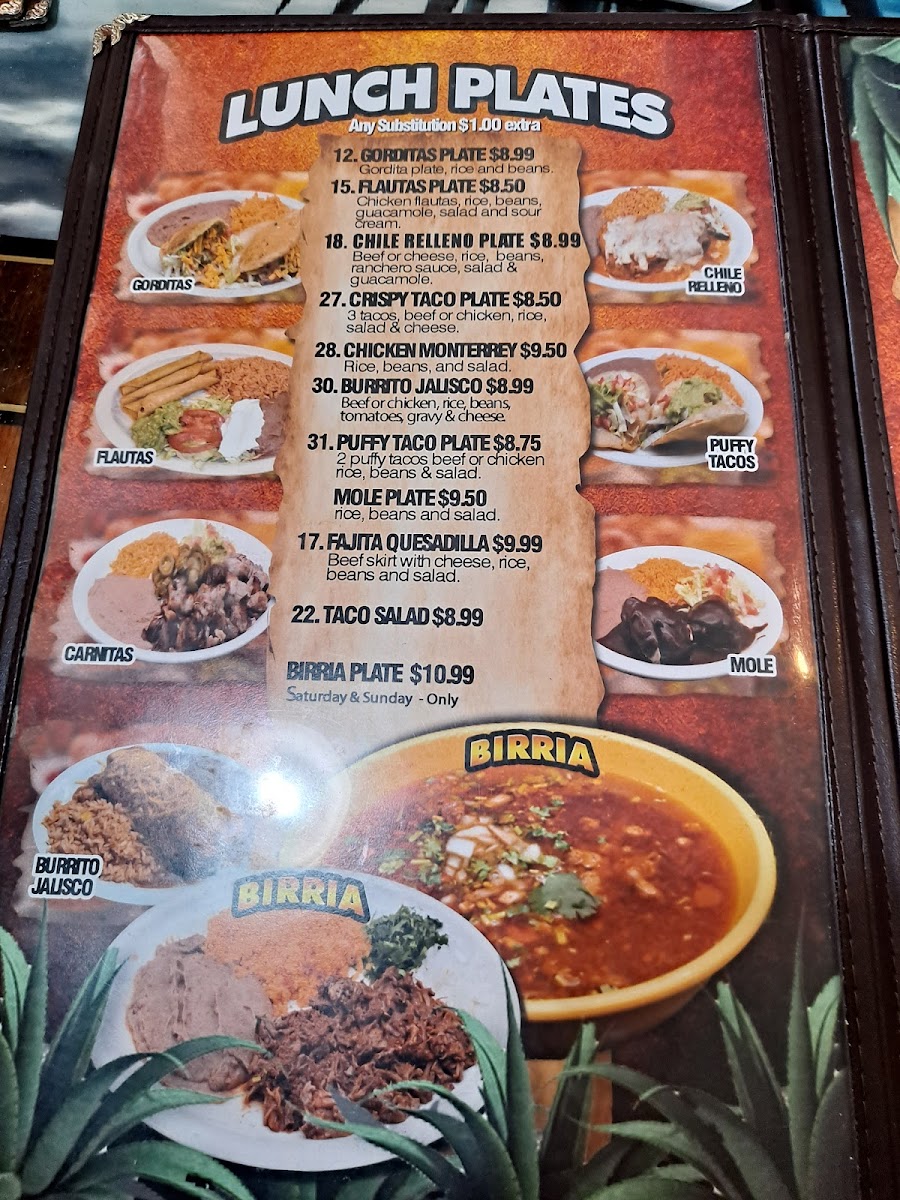 LUNCH PLATES
Any Substitution $1.00 extra
12. GORDITAS PLATE $8.99
Gordita plate, rice and beans.
15. FLAUTAS PLATE $8.50
Chicken flautas, rice, beans,
guacamole, salad and sour
cream.
18. CHILE RELLENO PLATE $8.99
Beef or cheese, rice, beans,
ranchero sauce, salad &
guacamole.
27. CRISPY TACO PLATE $8.50
3 tacos, beef or chicken, rice,
salad & cheese.
28. CHICKEN MONTERREY $9.50
Rice, beans, and salad.
30. BURRITO JALISCO $8.99
Beef or chicken, rice, beans,
tomatoes, gravy & cheese.
31. PUFFY TACO PLATE $8.75
2 puffy tacos beef or chicken
rice, beans & salad.
MOLE PLATE $9.50
rice, beans and salad.
17. FAJITA QUESADILLA $9.99
Beef skirt with cheese, rice,
beans and salad.
22. TACO SALAD $8.99
BIRRIA PLATE $10.99
Saturday & Sunday - Only
GORDITAS
CHILE
RELLENO
FLAUTAS
PUFFY
TACOS
CARNITAS
MOLE
BIRRIA
BURRITO
JALISCO
BIRRIA